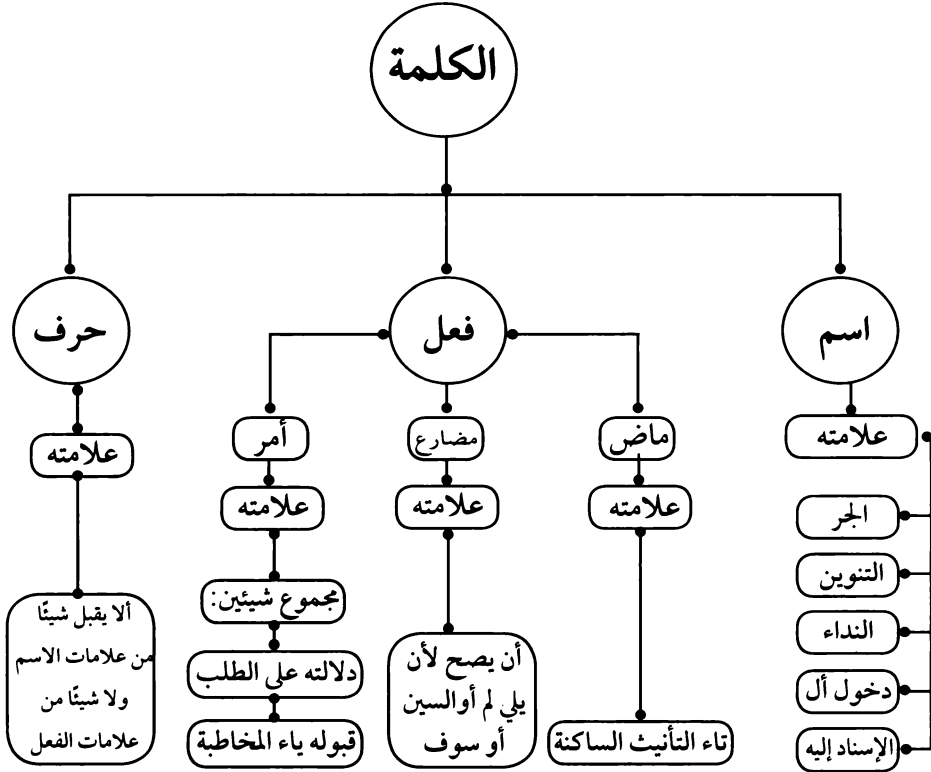 الكلمة
اسم
علامته
الجر
التنوين
النداء
دخول أل
الإسناد إليه
فعل
ماض
علامته
تاء التأنيث الساكنة
مضارع
علامته
أن يصح لأن
يلي لم أوالسين
أو سوف
أمر
علامته
مجموع شيئين:
دلالته على الطلب
قبوله ياء المخاطبة
حرف
علامته
ألا يقبل شيئًا
من علامات الاسم
ولا شيئًا من
علامات الفعل